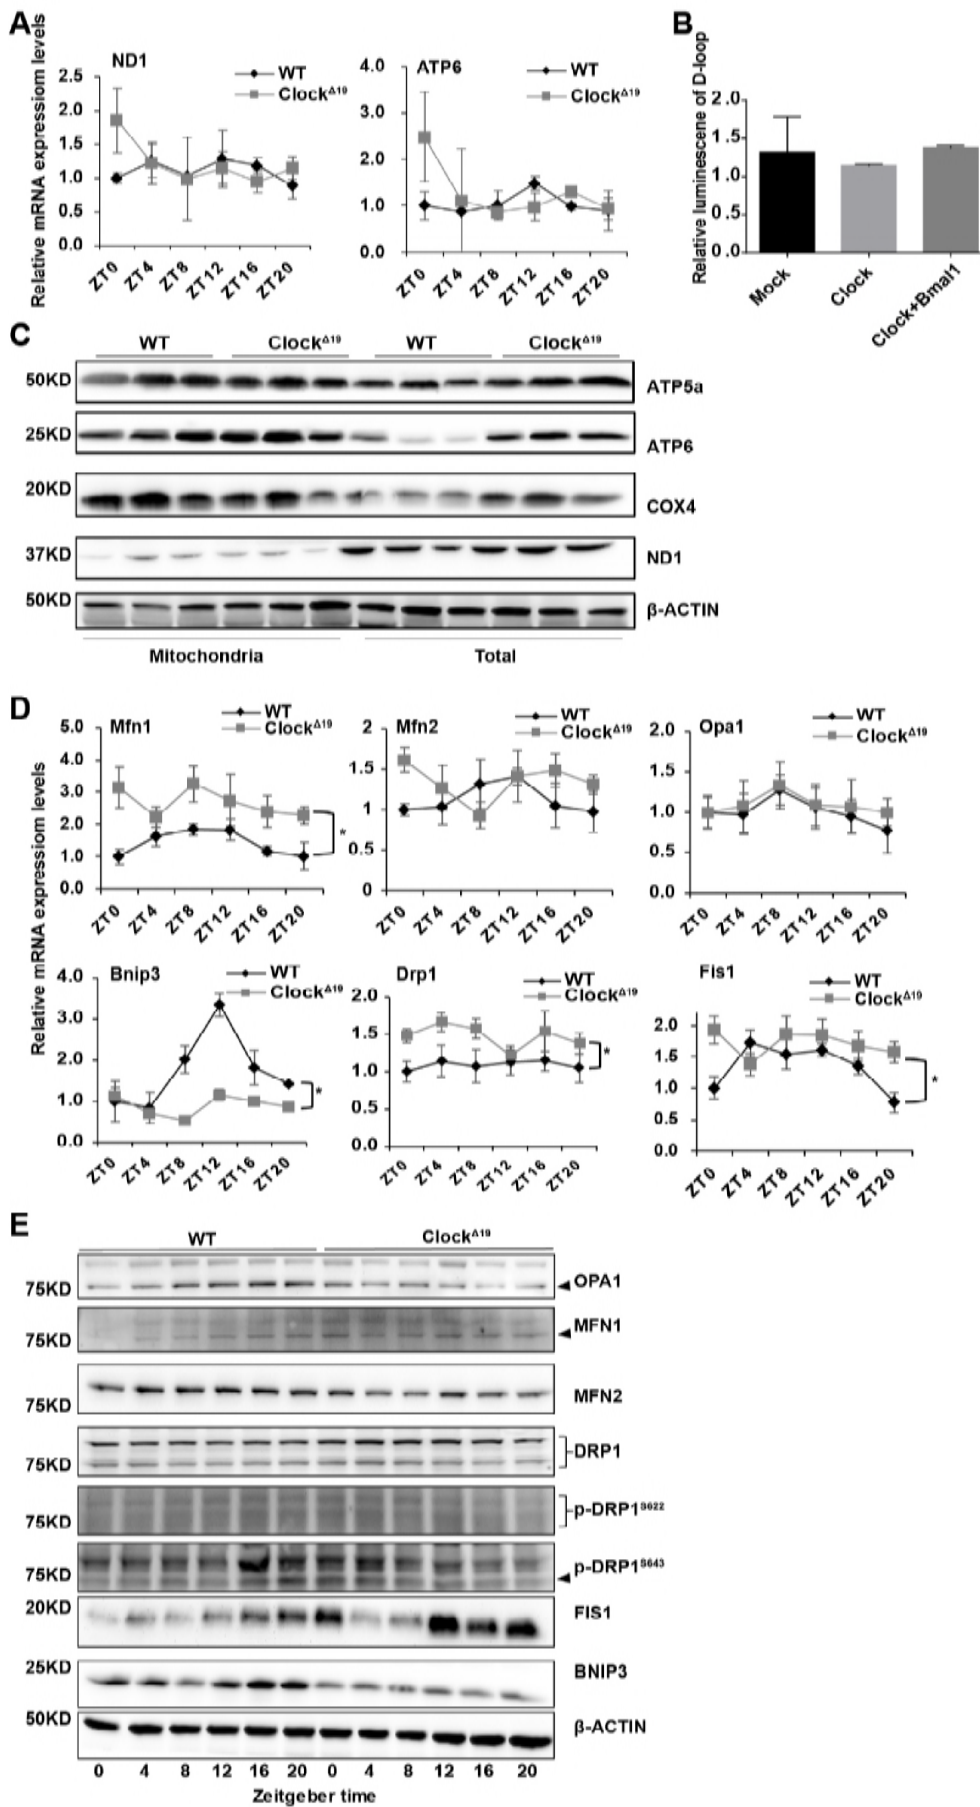 A
B
Relative mRNA expressiom levels
ND1
WT
ClockΔ19
2.5
2.0
1.5
1.0
0.5
0.0
ZT0 ZT4 ZT8 ZT12 ZT16 ZT20
ATP6
WT
ClockΔ19
4.0
3.0
2.0
1.0
0.0
ZT0 ZT4 ZT8 ZT12 ZT16 ZT20
Relative luminescene of D-loop
2.0
1.5
1.0
0.5
0.0
Mock Clock Clock+Bmal1
C
WT ClockΔ19 WT ClockΔ19
50KD ATP5a
25KD ATP6
20KD COX4
37KD ND1
50KD β-ACTIN
Mitochondria Total
D
Relative mRNA expressiom levels
Mfn1
WT
ClockΔ19
5.0
4.0
3.0
2.0
1.0
0.0
*
ZT0 ZT4 ZT8 ZT12 ZT16 ZT20
Mfn2
WT
ClockΔ19
2
1.5
1
0.5
0
ZT0 ZT4 ZT8 ZT12 ZT16 ZT20
Opa1
WT
ClockΔ19
2.0
1.5
1.0
0.5
0.0
ZT0 ZT4 ZT8 ZT12 ZT16 ZT20
Bnip3
WT
ClockΔ19
4.0
3.0
2.0
1.0
0.0
*
ZT0 ZT4 ZT8 ZT12 ZT16 ZT20
Drp1
WT
ClockΔ19
2.0
1.5
1.0
0.5
0.0
*
ZT0 ZT4 ZT8 ZT12 ZT16 ZT20
Fis1
WT
ClockΔ19
2.0
1.5
1.0
0.5
0.0
*
ZT0 ZT4 ZT8 ZT12 ZT16 ZT20
E
WT ClockΔ19
75KD OPA1
75KD MFN1
75KD MFN2
75KD DRP1
75KD p-DRP1S622
75KD p-DRP1S643
20KD FIS1
25KD BNIP3
50KD β-ACTIN
0 4 8 12 16 20 0 4 8 12 16 20
Zeitgeber time